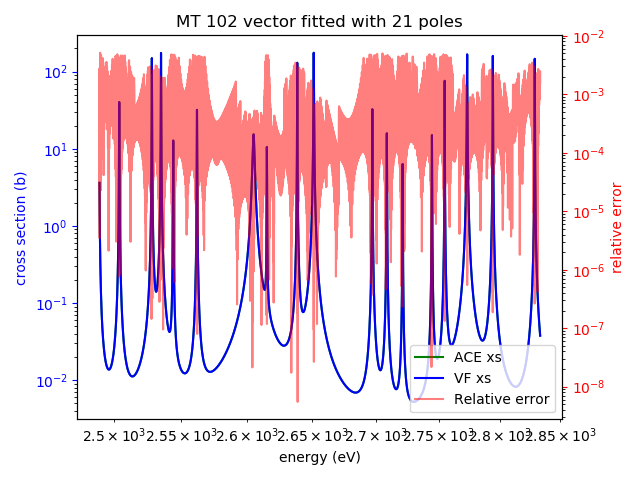 MT 102 vector fitted with 21 poles
cross section (b)
10² 10¹ 10⁰ 10⁻¹ 10⁻²
10⁻² 10⁻³ 10⁻⁴ 10⁻⁵ 10⁻⁶ 10⁻⁷ 10⁻⁸
relative error
ACE xs
VF xs
Relative error
2.5 × 10³ 2.55 × 10³ 2.6 × 10³ 2.65 × 10³ 2.7 × 10³ 2.75 × 10³ 2.8 × 10³ 2.85 × 10³
energy (eV)